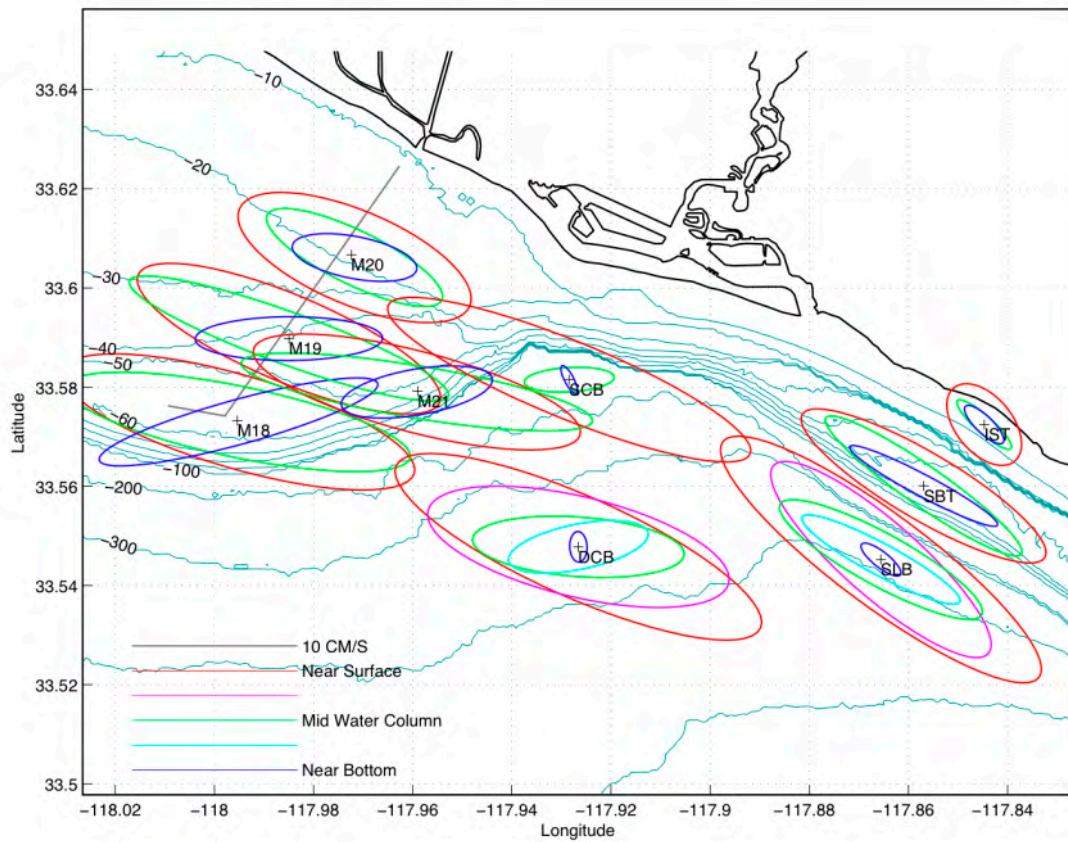 33.64
33.62
33.6
33.58
33.56
33.54
33.52
33.5
Latitude
−10
−20
−30
−40
−50
−60
−100
−200
−300
M20
M19
M21
M18
SCB
IST
SBT
DCB
SLB
10 CM/S
Near Surface
Mid Water Column
Near Bottom
−118.02
−118
−117.98
−117.96
−117.94
−117.92
−117.9
−117.88
−117.86
−117.84
Longitude